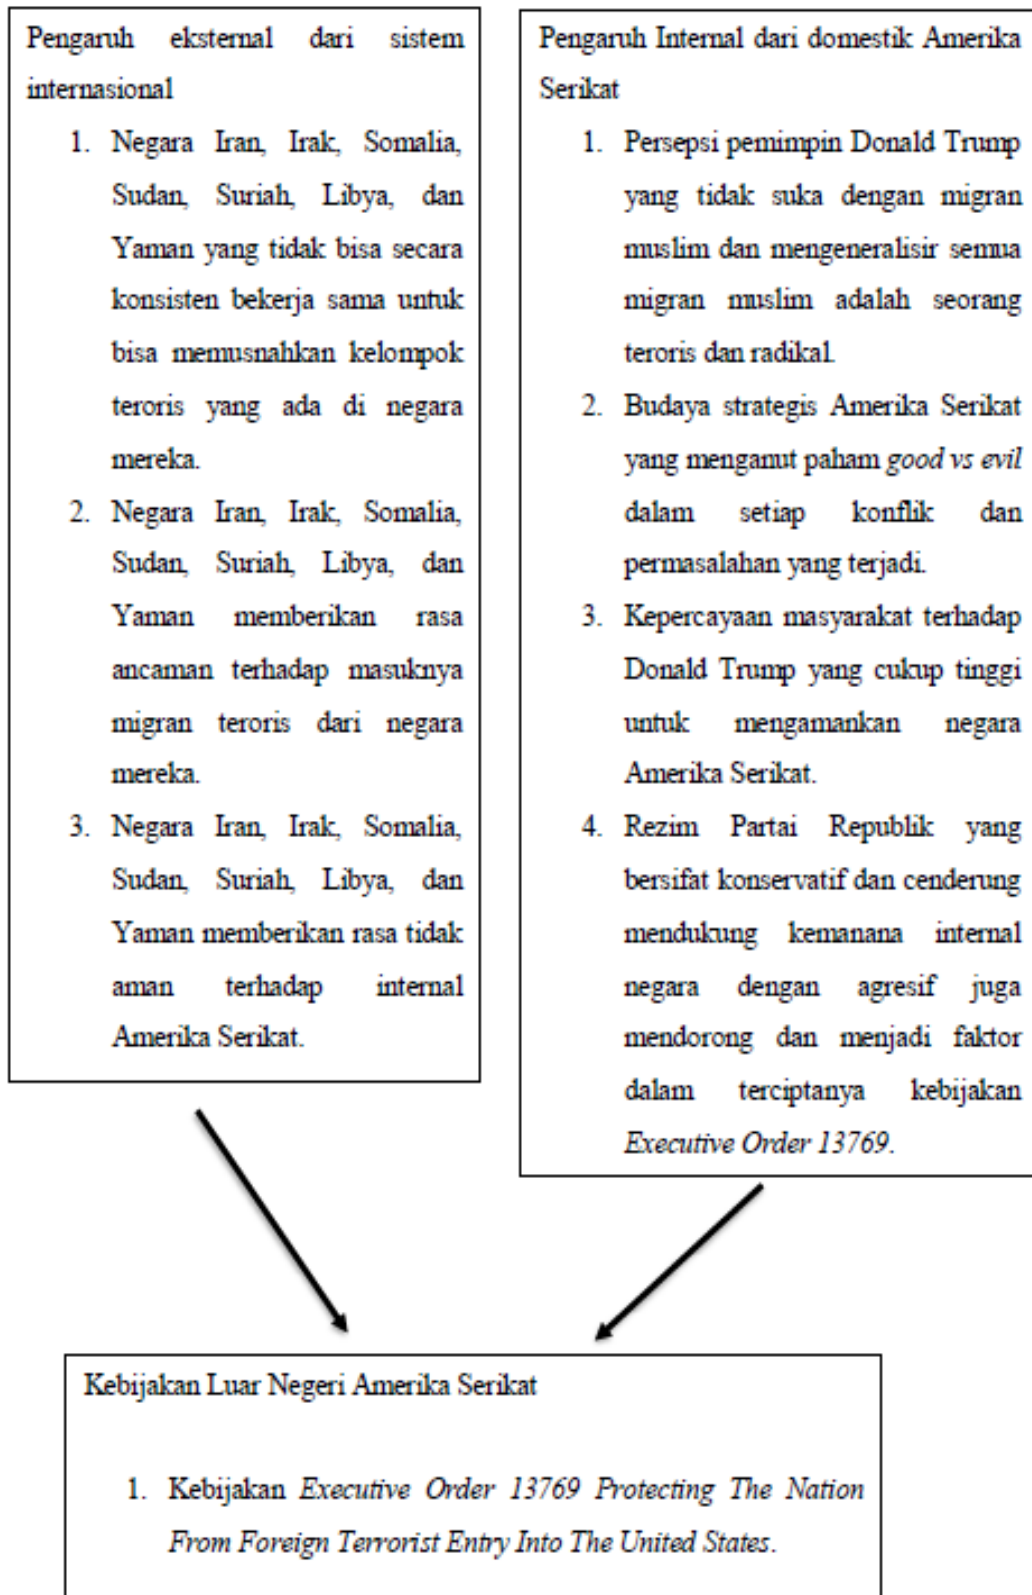 Pengaruh eksternal dari sistem
internasional
1. Negara Iran, Irak, Somalia,
Sudan, Suriah, Libya, dan
Yaman yang tidak bisa secara
konsisten bekerja sama untuk
bisa memusnahkan kelompok
teroris yang ada di negara
mereka.
2. Negara Iran, Irak, Somalia,
Sudan, Suriah, Libya, dan
Yaman memberikan rasa
ancaman terhadap masuknya
migran teroris dari negara
mereka.
3. Negara Iran, Irak, Somalia,
Sudan, Suriah, Libya, dan
Yaman memberikan rasa tidak
aman terhadap internal
Amerika Serikat.
Pengaruh Internal dari domestik Amerika
Serikat
1. Persepsi pemimpin Donald Trump
yang tidak suka dengan migran
muslim dan mengeneralisir semua
migran muslim adalah seorang
teroris dan radikal.
2. Budaya strategis Amerika Serikat
yang menganut paham good vs evil
dalam setiap konflik dan
permasalahan yang terjadi.
3. Kepercayaan masyarakat terhadap
Donald Trump yang cukup tinggi
untuk mengamankan negara
Amerika Serikat.
4. Rezim Partai Republik yang
bersifat konservatif dan cenderung
mendukung kemanana internal
negara dengan agresif juga
mendorong dan menjadi faktor
dalam terciptanya kebijakan
Executive Order 13769.
Kebijakan Luar Negeri Amerika Serikat
1. Kebijakan Executive Order 13769 Protecting The Nation
From Foreign Terrorist Entry Into The United States.